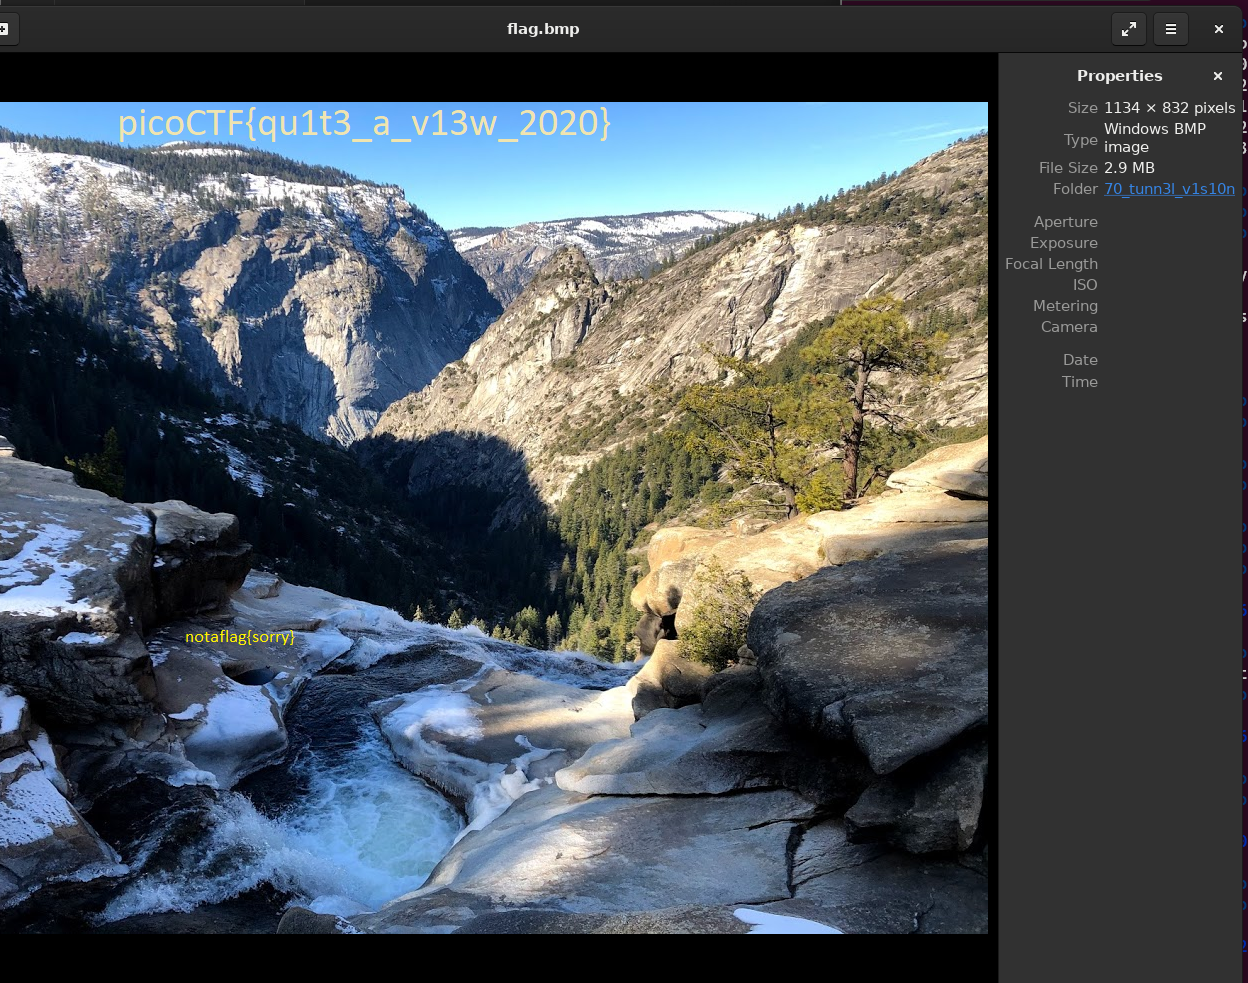 flag.bmp
Properties
picoCTF{qu1t3_a_v13w_2020}
Size 1134 × 832 pixels
Type Windows BMP image
File Size 2.9 MB
Folder 70_tunn3l_v1s10n
Aperture
Exposure
Focal Length
ISO
Metering
Camera
Date
Time
notaflag{sorry}